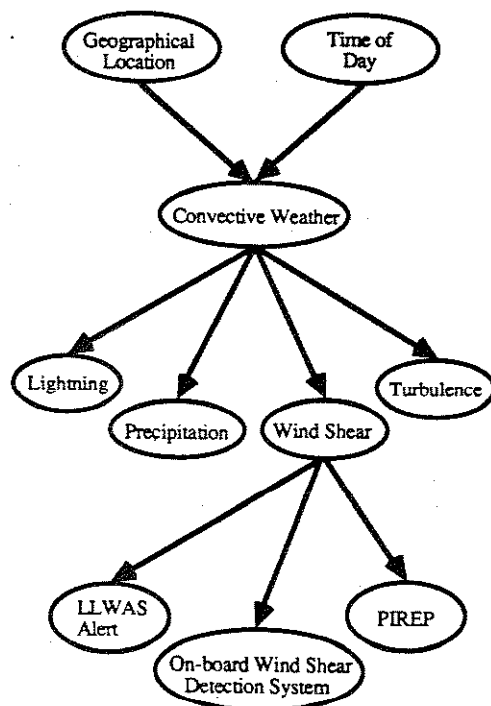 Geographical
Location
Time of
Day
Convective Weather
Lightning
Turbulence
Precipitation
Wind Shear
LLWAS
Alert
PIREP
On-board Wind Shear
Detection System